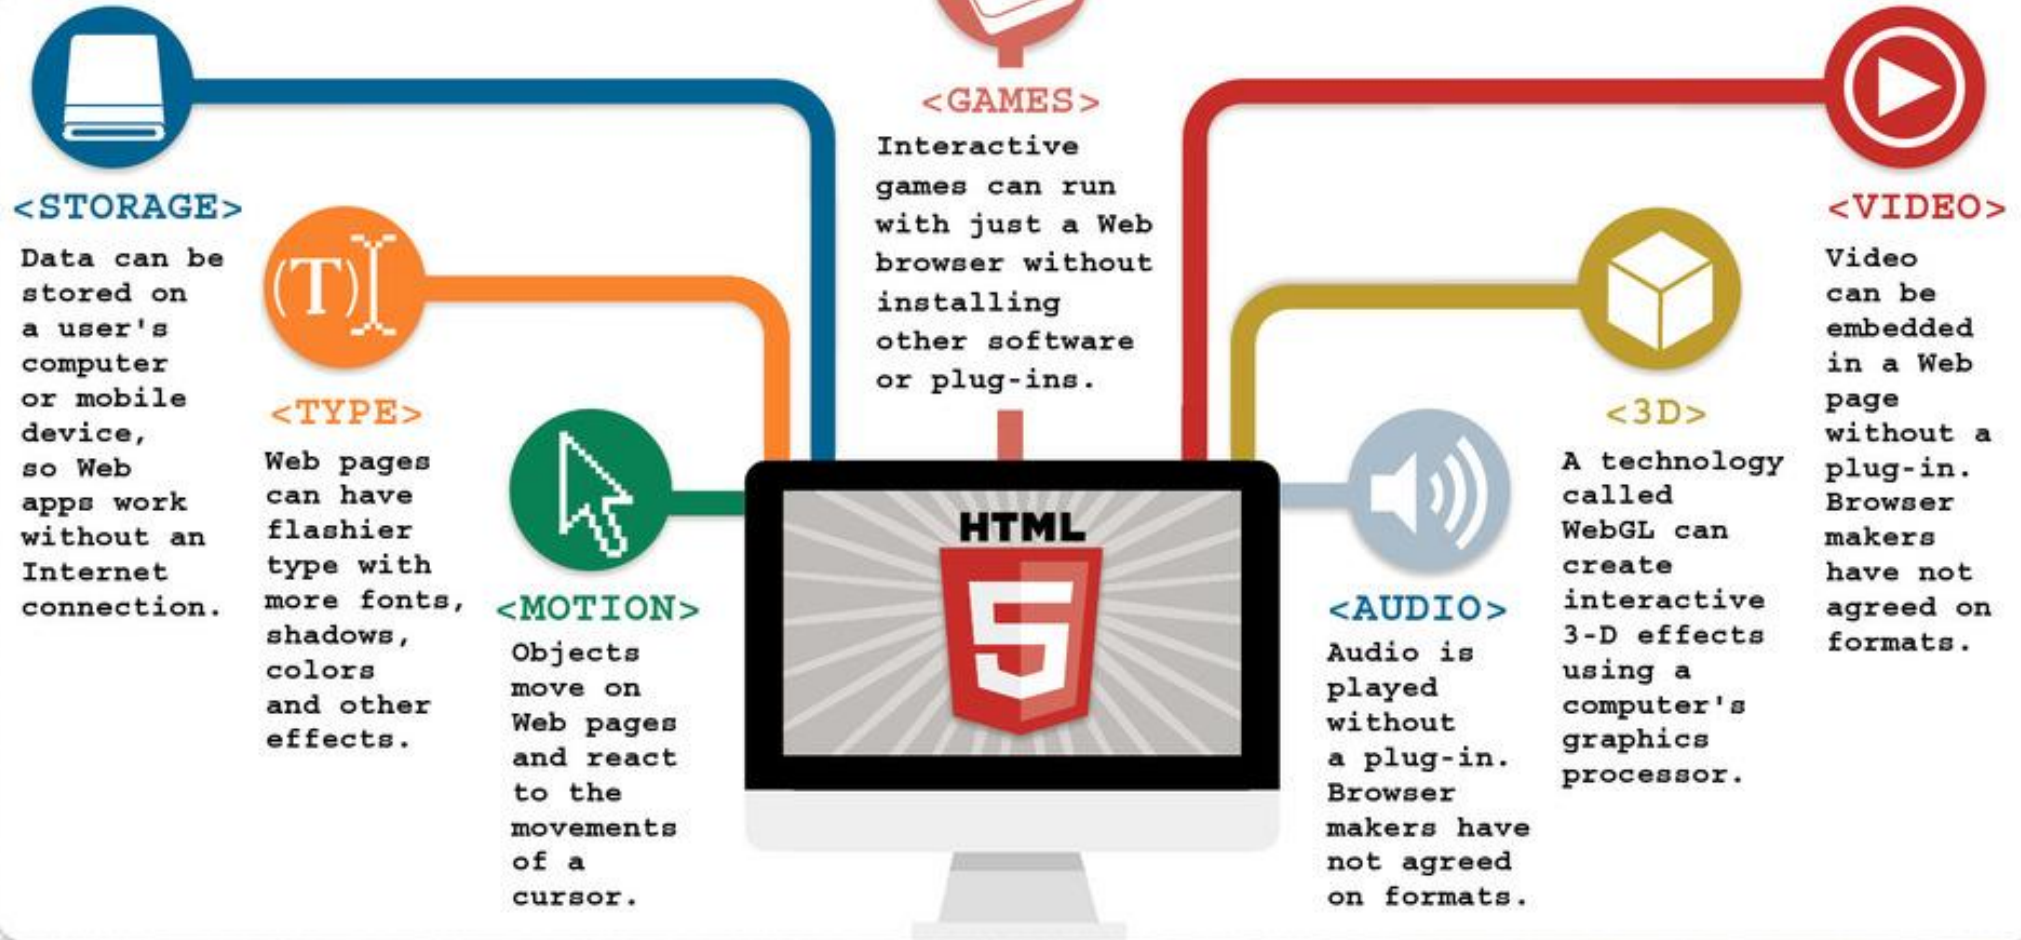 <STORAGE>
Data can be
stored on
a user's
computer
or mobile
device,
so Web
apps work
without an
Internet
connection.
(T)
<TYPE>
Web pages
can have
flashier
type with
more fonts,
shadows,
colors
and other
effects.
<MOTION>
Objects
move on
Web pages
and react
to the
movements
of a
cursor.
<GAMES>
Interactive
games can run
with just a Web
browser without
installing
other software
or plug-ins.
HTML
5
<AUDIO>
Audio is
played
without
a plug-in.
Browser
makers have
not agreed
on formats.
<3D>
A technology
called
WebGL can
create
interactive
3-D effects
using a
computer's
graphics
processor.
<VIDEO>
Video
can be
embedded
in a Web
page
without a
plug-in.
Browser
makers
have not
agreed on
formats.